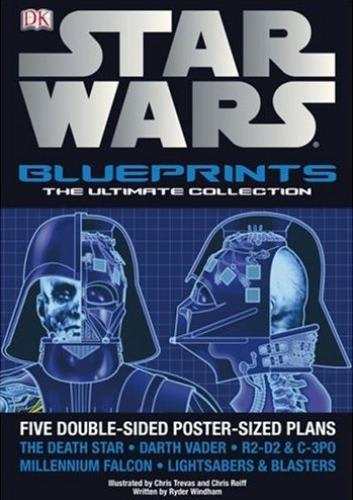 DK
STAR
WARS®
BLUEPRINTS
THE ULTIMATE COLLECTION
FIVE DOUBLE-SIDED POSTER-SIZED PLANS
THE DEATH STAR • DARTH VADER • R2-D2 & C-3PO
MILLENNIUM FALCON • LIGHTSABERS & BLASTERS
Illustrated by Chris Trevas and Chris Reiff
Written by Ryder Windham